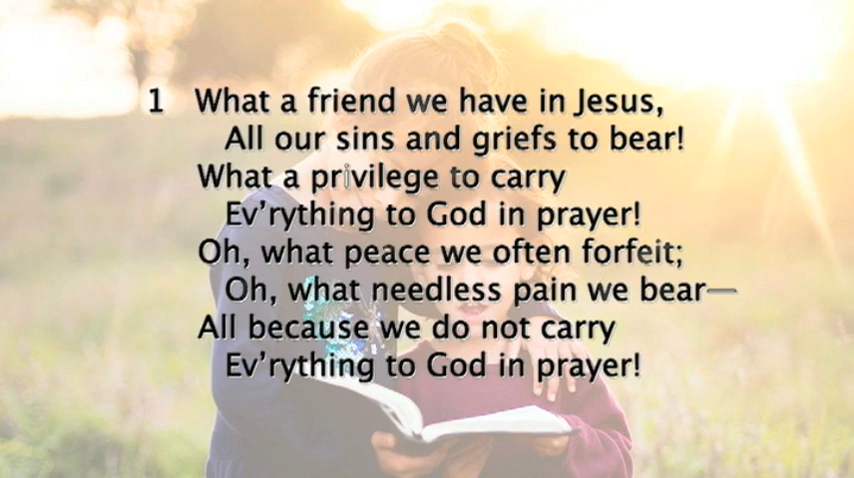 1 What a friend we have in Jesus,
All our sins and griefs to bear!
What a privilege to carry
Ev’rything to God in prayer!
Oh, what peace we often forfeit;
Oh, what needless pain we bear—
All because we do not carry
Ev’rything to God in prayer!